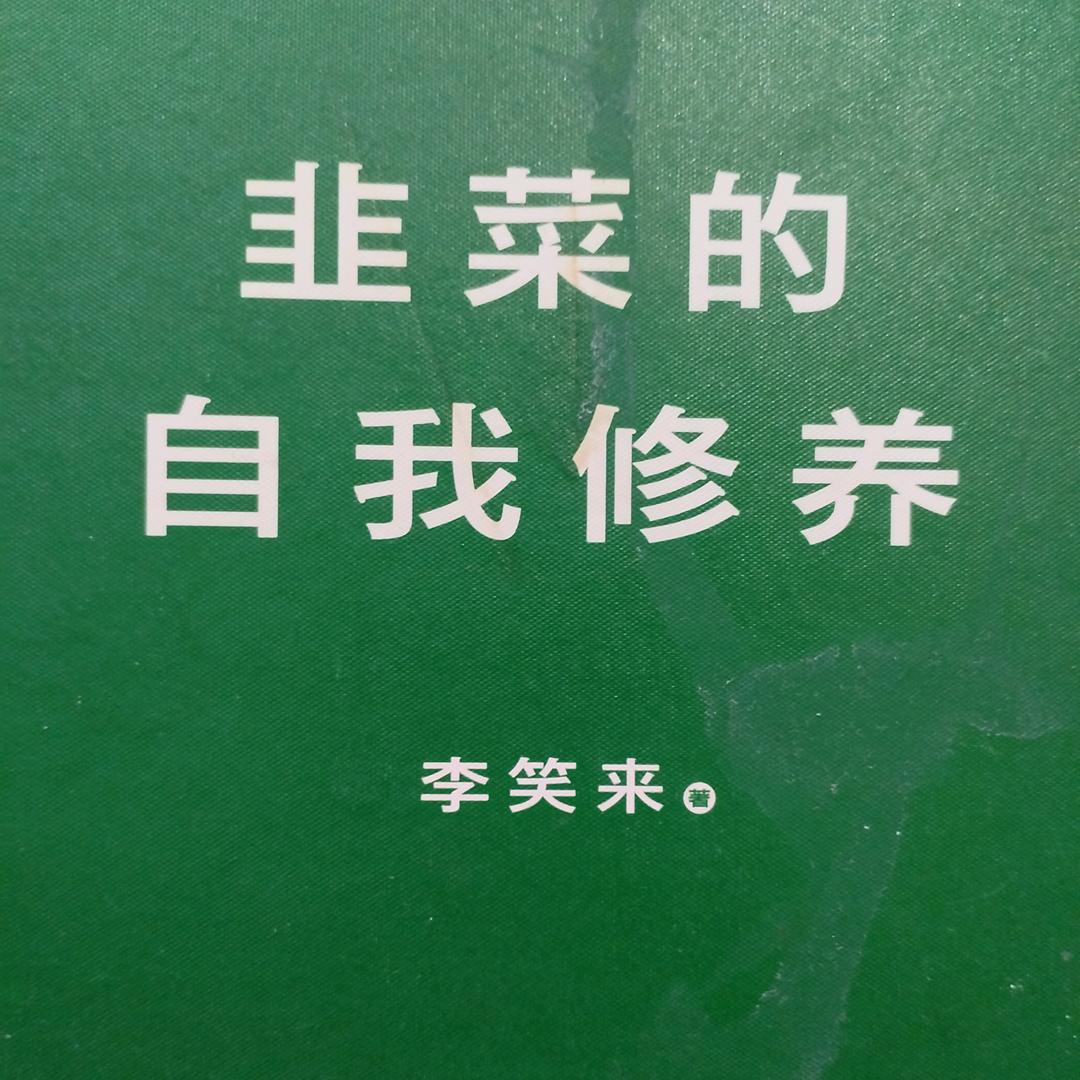 韭菜的
自我修养
李笑来 著